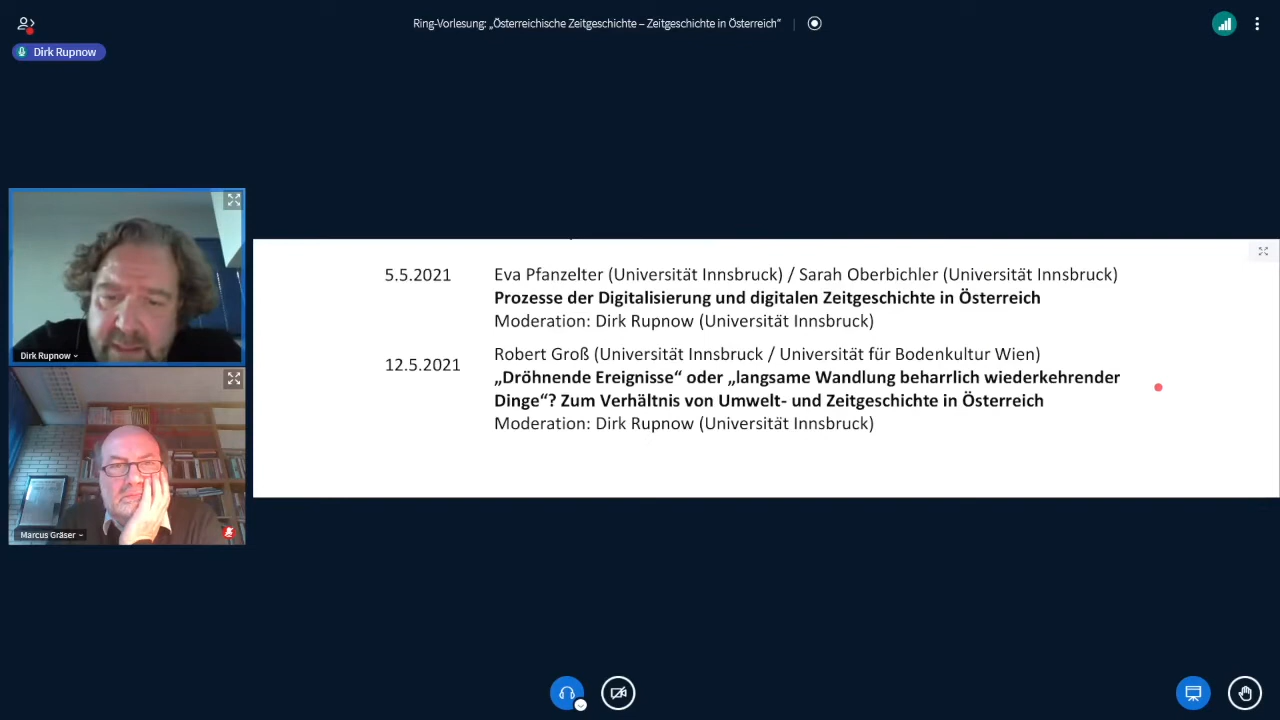 Ring-Vorlesung: „Österreichische Zeitgeschichte – Zeitgeschichte in Österreich”
Dirk Rupnow
Dirk Rupnow
Marcus Gräser
5.5.2021
Eva Pfanzelter (Universität Innsbruck) / Sarah Oberbichler (Universität Innsbruck)
Prozesse der Digitalisierung und digitalen Zeitgeschichte in Österreich
Moderation: Dirk Rupnow (Universität Innsbruck)
12.5.2021
Robert Groß (Universität Innsbruck / Universität für Bodenkultur Wien)
„Dröhnende Ereignisse“ oder „langsame Wandlung beharrlich wiederkehrender
Dinge“? Zum Verhältnis von Umwelt- und Zeitgeschichte in Österreich
Moderation: Dirk Rupnow (Universität Innsbruck)